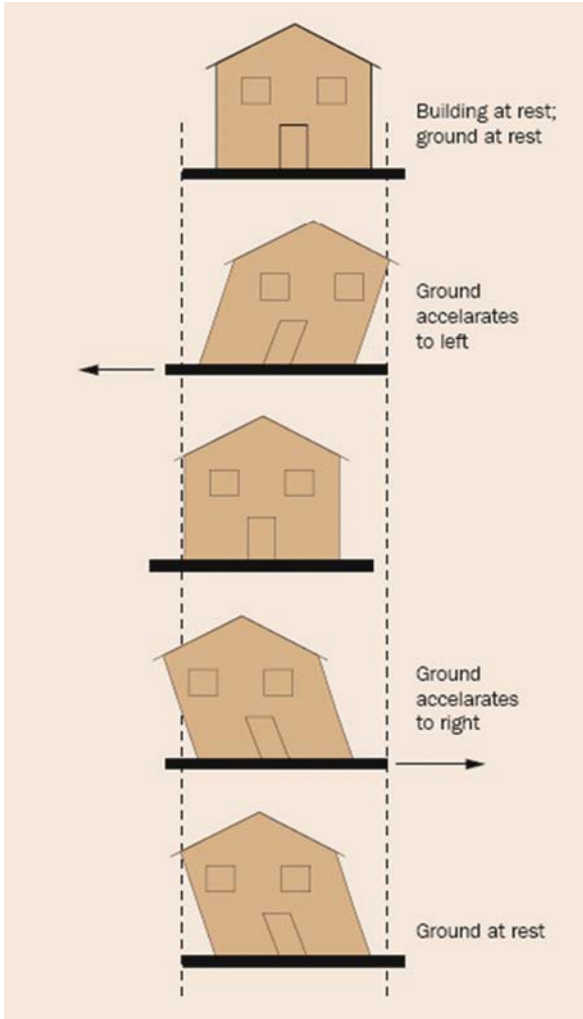 Building at rest;
ground at rest
Ground
accelarates
to left
Ground
accelarates
to right
Ground at rest